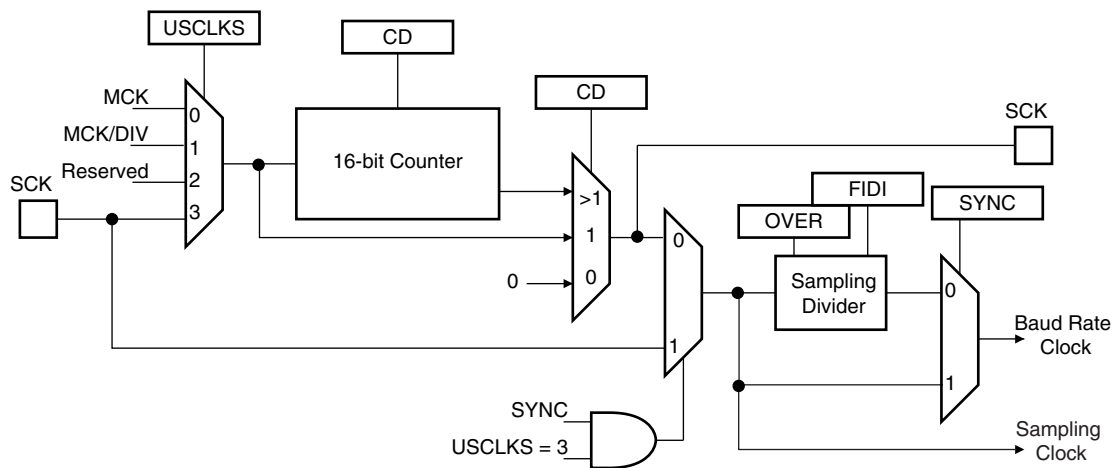 USCLKS
CD
CD
MCK
0
MCK/DIV
1
Reserved
2
SCK
3
16-bit Counter
>1
1
0
0
SCK
FIDI
OVER
SYNC
0
1
Sampling
Divider
0
1
Baud Rate
Clock
SYNC
USCLKS = 3
Sampling
Clock